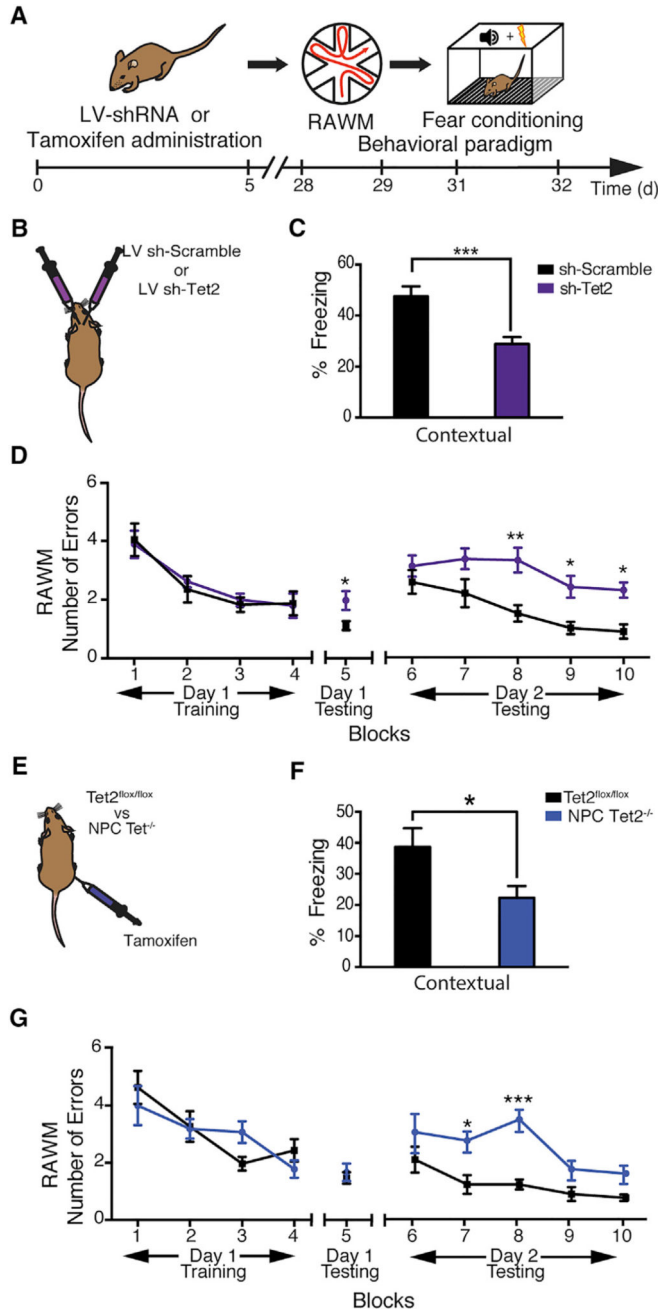 A
+
LV-shRNA or
Tamoxifen administration
RAWM
Fear conditioning
Behavioral paradigm
0 5 28 29 31 32 Time (d)
B
LV sh-Scramble
or
LV sh-Tet2
C
***
sh-Scramble
sh-Tet2
% Freezing
60
40
20
0
Contextual
D
RAWM
Number of Errors
6
4
2
0
*
** * *
1 2 3 4 5 6 7 8 9 10
Day 1 Training
Day 1 Testing
Day 2 Testing
Blocks
E
Tet2flox/flox
vs
NPC Tet-/-
Tamoxifen
F
*
Tet2flox/flox
NPC Tet2-/-
% Freezing
50
40
30
20
10
0
Contextual
G
RAWM
Number of Errors
6
4
2
0
* ***
1 2 3 4 5 6 7 8 9 10
Day 1 Training
Day 1 Testing
Day 2 Testing
Blocks